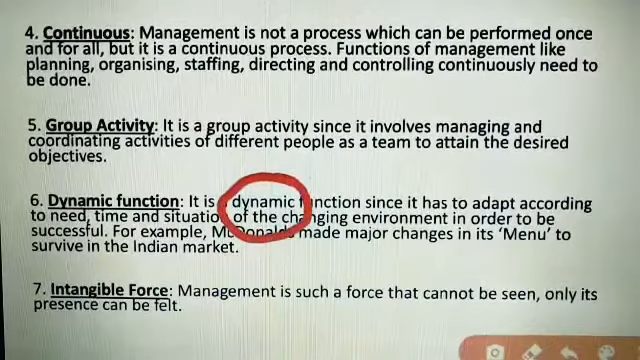 4. Continuous: Management is not a process which can be performed once
and for all, but it is a continuous process. Functions of management like
planning, organising, staffing, directing and controlling continuously need to
be done.
5. Group Activity: It is a group activity since it involves managing and
coordinating activities of different people as a team to attain the desired
objectives.
6. Dynamic function: It is a dynamic function since it has to adapt according
to need, time and situation of the changing environment in order to be
successful. For example, McDonalds made major changes in its ‘Menu’ to
survive in the Indian market.
7. Intangible Force: Management is such a force that cannot be seen, only its
presence can be felt.